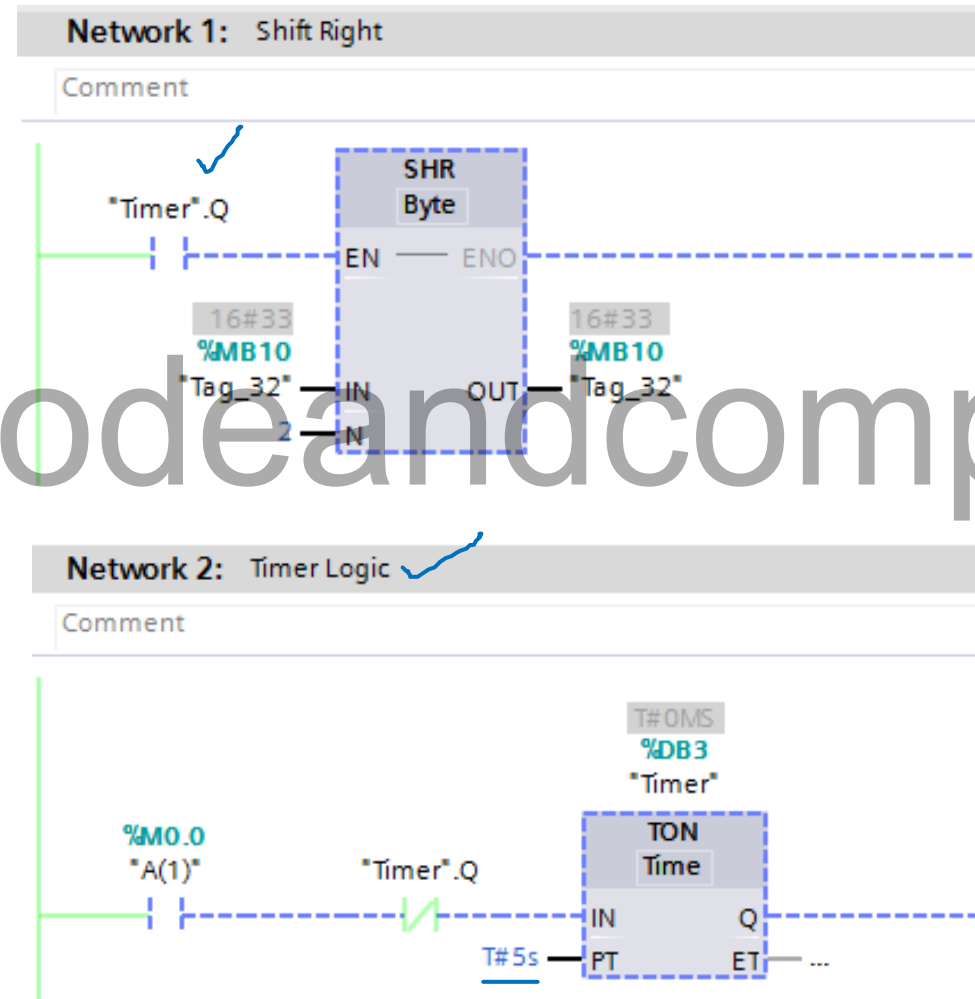 Network 1: Shift Right
Comment
"Timer".Q
SHR
Byte
EN ENO
16#33 16#33
%MB10 %MB10
"Tag_32" IN OUT "Tag_32"
2 N
odeandcomp
Network 2: Timer Logic
Comment
T#0MS
%DB3
"Timer"
%M0.0 TON
"A(1)" "Timer".Q Time
IN Q
T#5s PT ET ...